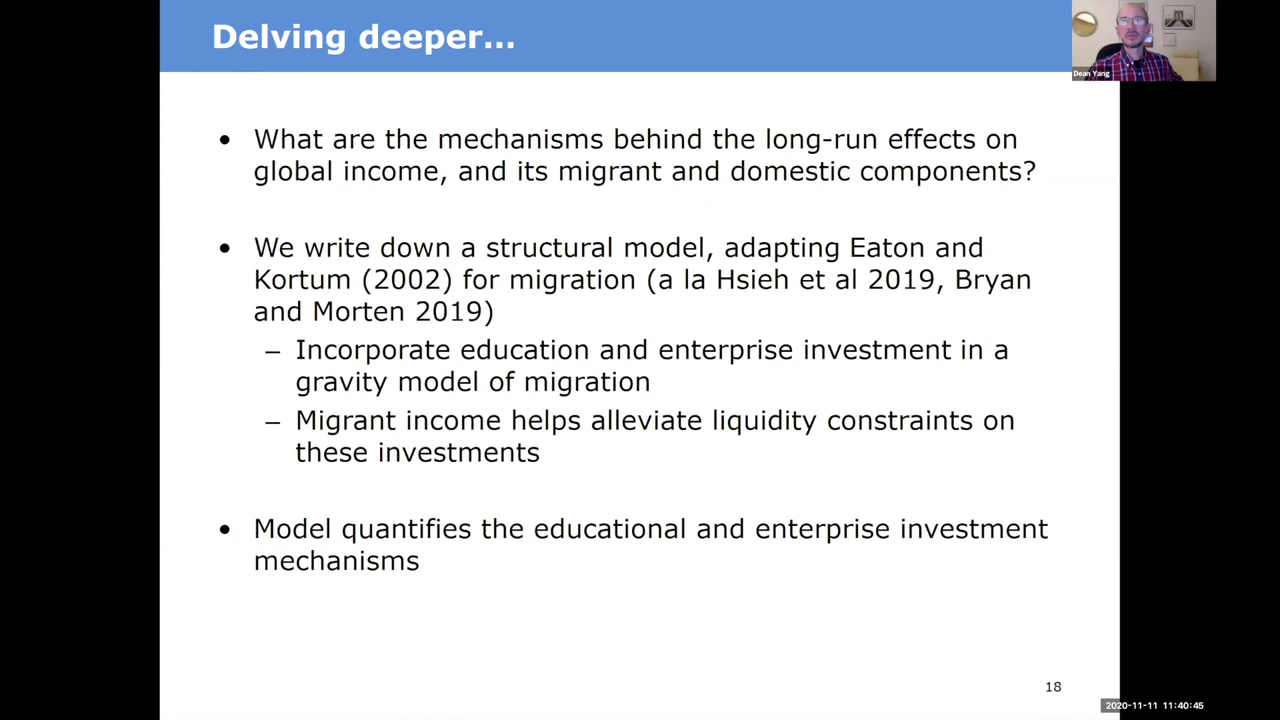 Delving deeper...
Dean Yang
• What are the mechanisms behind the long-run effects on
global income, and its migrant and domestic components?
• We write down a structural model, adapting Eaton and
Kortum (2002) for migration (a la Hsieh et al 2019, Bryan
and Morten 2019)
– Incorporate education and enterprise investment in a
gravity model of migration
– Migrant income helps alleviate liquidity constraints on
these investments
• Model quantifies the educational and enterprise investment
mechanisms
18
2020-11-11 11:40:45